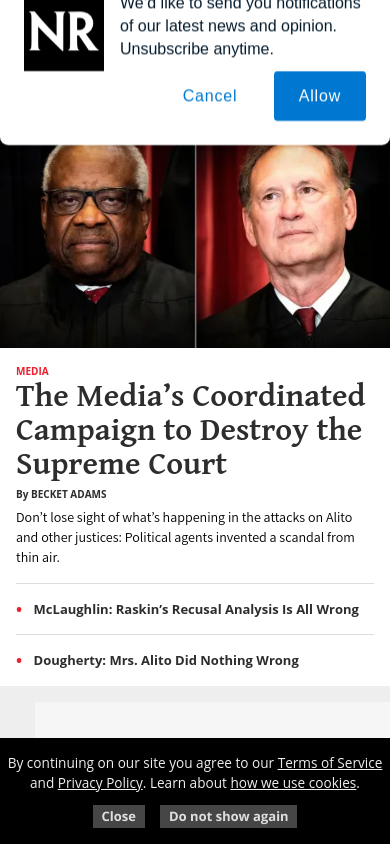 We'd like to send you notifications
NR
of our latest news and opinion.
Unsubscribe anytime.
Cancel
Allow
MEDIA
The Media's Coordinated
Campaign to Destroy the
Supreme Court
By BECKET ADAMS
Don't lose sight of what's happening in the attacks on Alito
and other justices: Political agents invented a scandal from
thin air.
• McLaughlin: Raskin's Recusal Analysis Is All Wrong
• Dougherty: Mrs. Alito Did Nothing Wrong
By continuing on our site you agree to our Terms of Service
and Privacy Policy. Learn about how we use cookies.
Close
Do not show again